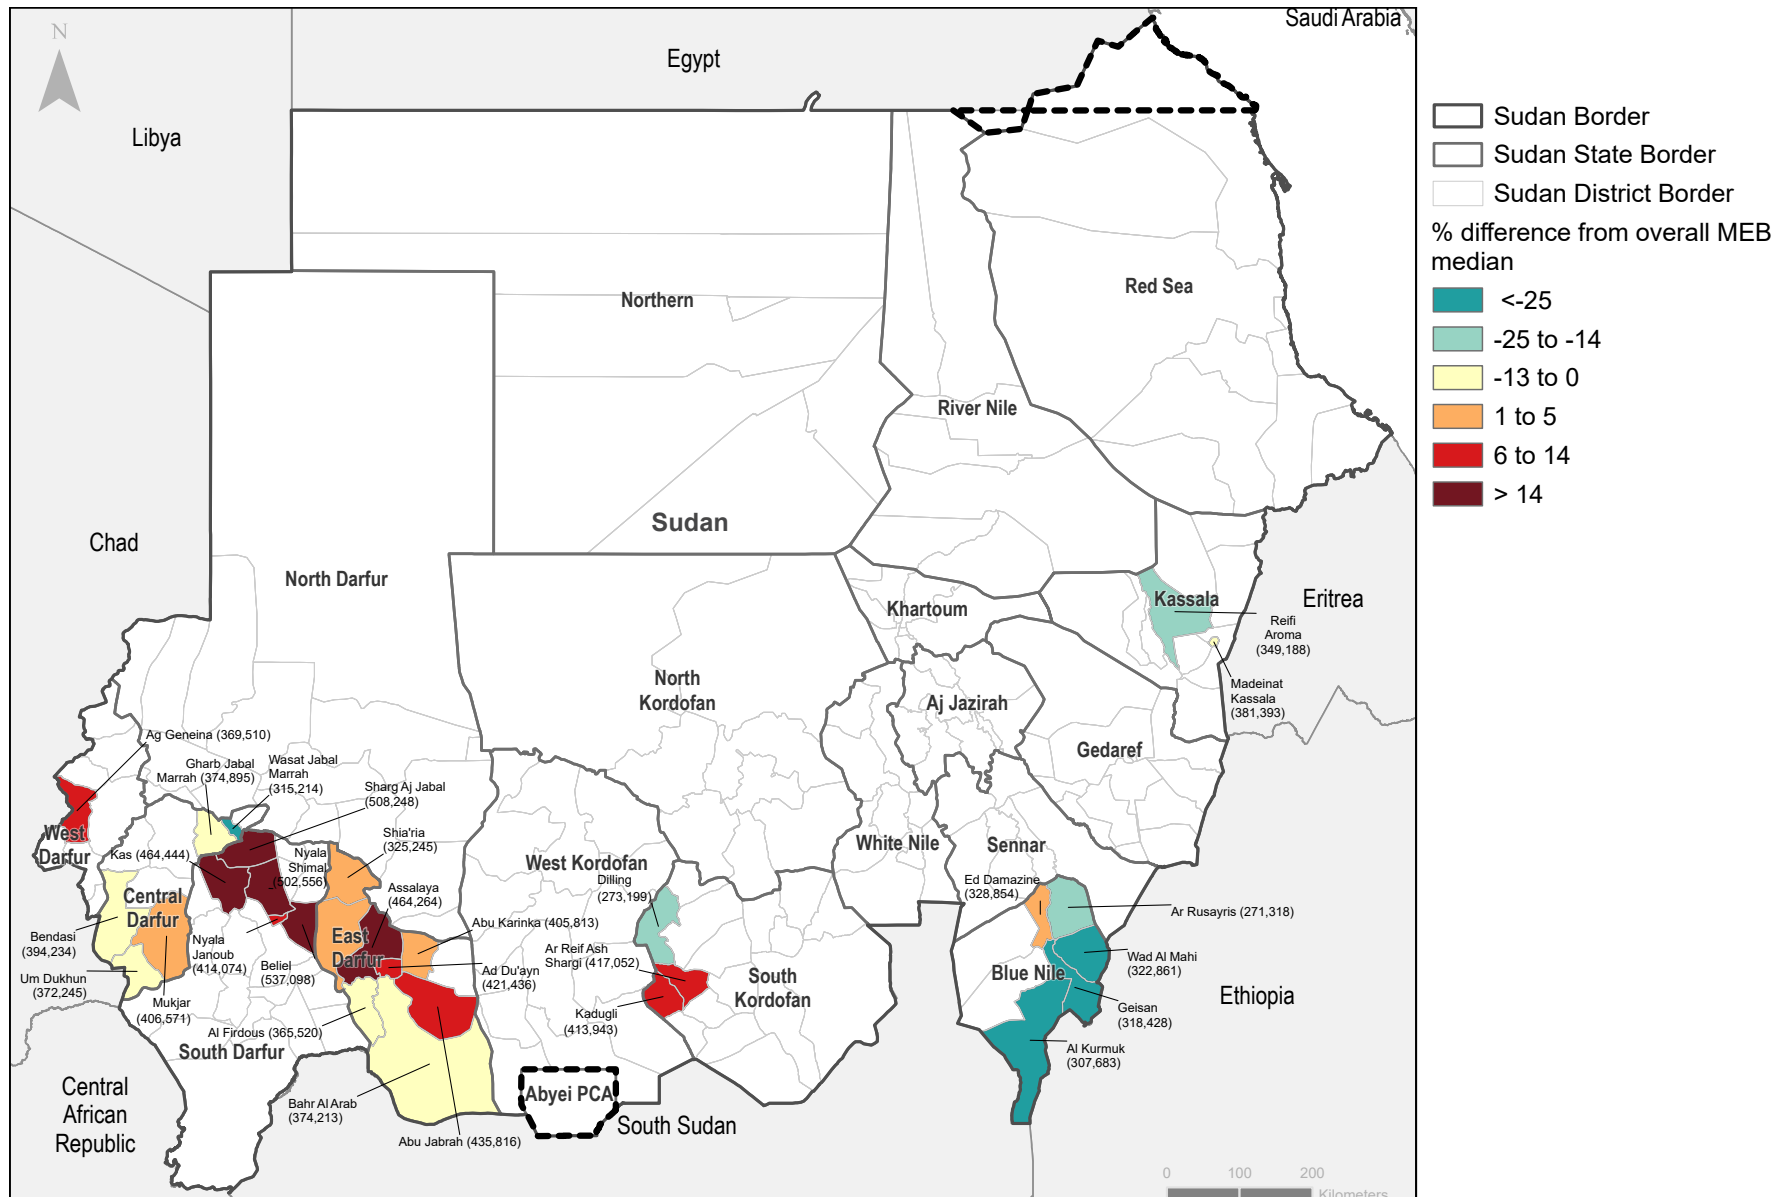 Saudi Arabia
N
Egypt
Libya
Sudan Border
Sudan State Border
Sudan District Border
% difference from overall MEB
median
<-25
-25 to -14
-13 to 0
1 to 5
6 to 14
> 14
Northern
Red Sea
River Nile
Sudan
Chad
North Darfur
Khartoum
Kassala
Eritrea
Reifi
Aroma
(349,188)
Madeinat
Kassala
(381,393)
North
Kordofan
Aj Jazirah
Gedaref
Ag Geneina (369,510)
Gharb Jabal
Marrah (374,895)
Wasat Jabal
Marrah
(315,214)
Sharg Aj Jabal
(508,248)
Shia'ria
(325,245)
West
Darfur
Kas (464,444)
Nyala
Shimal
(502,556)
Assalaya
(464,264)
West Kordofan
Dilling
(273,199)
White Nile
Sennar
Ed Damazine
(328,854)
Ar Rusayris (271,318)
Central
Darfur
Bendasi
(394,234)
Nyala
Janoub
(414,074)
Beliel
(537,098)
East
Darfur
Abu Karinka (405,813)
Ar Reif Ash
Shargi (417,052)
Ad Du'ayn
(421,436)
Wad Al Mahi
(322,861)
Um Dukhun
(372,245)
Mukjar
(406,571)
Al Firdous (365,520)
South Darfur
Kadugli
(413,943)
South
Kordofan
Blue Nile
Geisan
(318,428)
Ethiopia
Al Kurmuk
(307,683)
Central
African
Republic
Bahr Al Arab
(374,213)
Abu Jabrah (435,816)
Abyei PCA
South Sudan
0 100 200
Kilometers